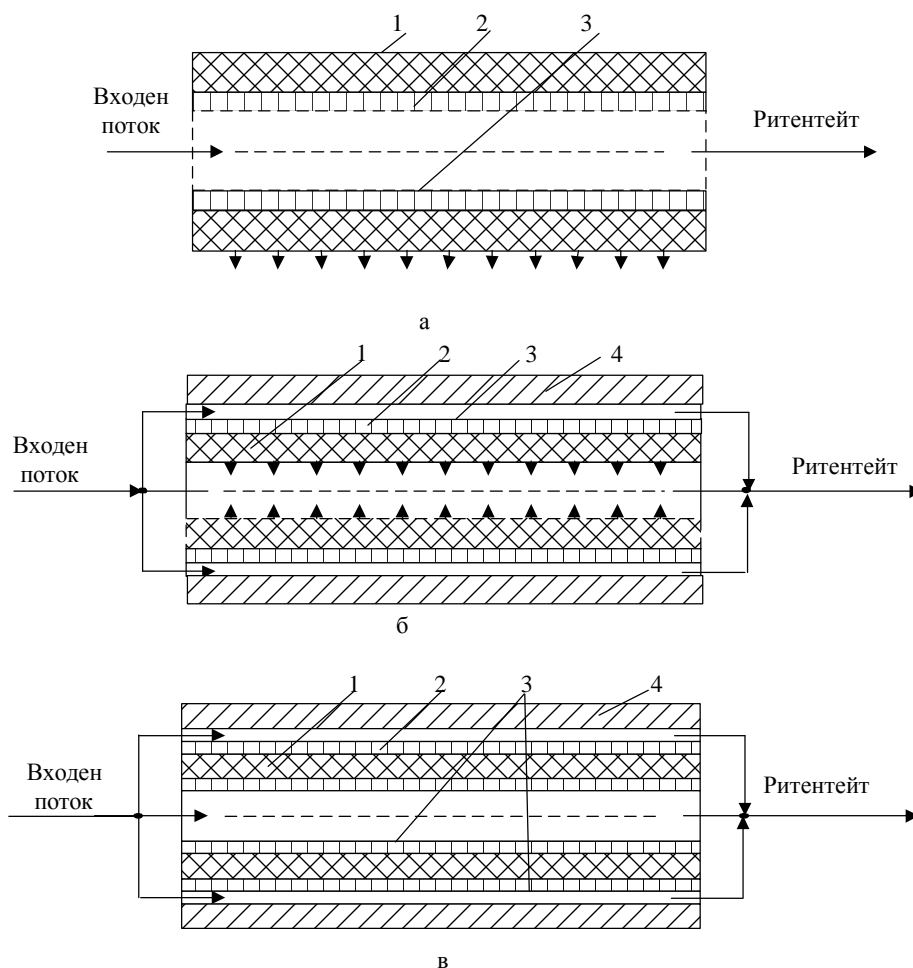 1 2 3
Входен
поток
Ритентейт
а
1 2 3 4
Входен
поток
Ритентейт
б
1 2 3 4
Входен
поток
Ритентейт
в